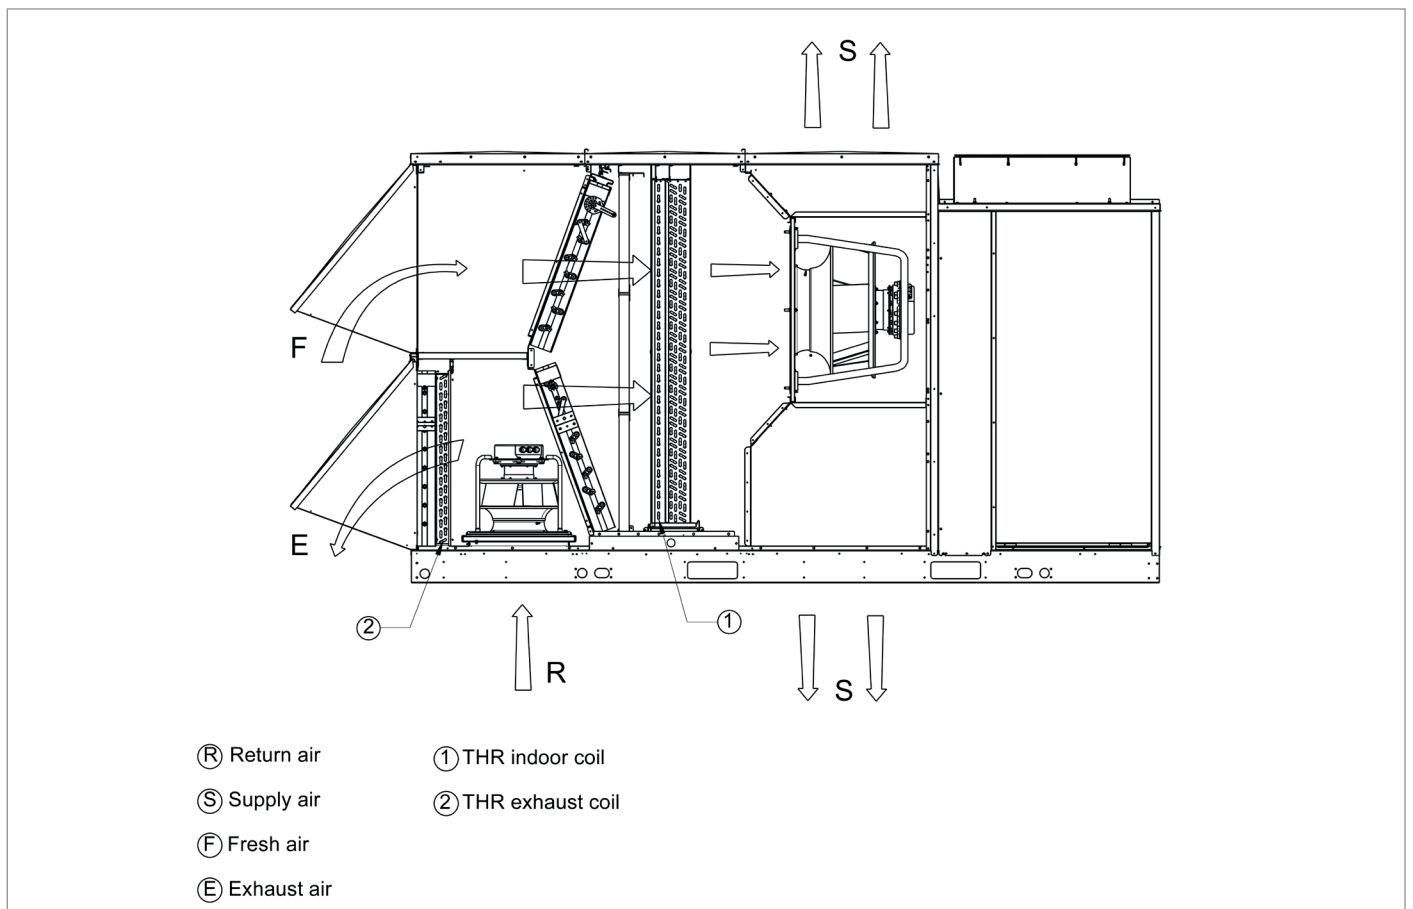 S
F
E
2
1
R
S
R Return air
1 THR indoor coil
S Supply air
2 THR exhaust coil
F Fresh air
E Exhaust air